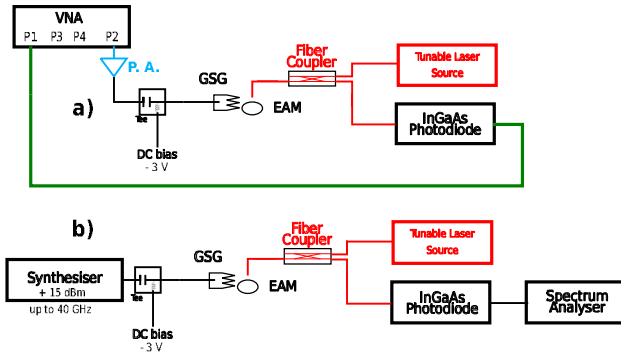 VNA
P1 P3 P4 P2
P. A.
a)
Tee
DC bias
- 3 V
GSG
EAM
Fiber
Coupler
Tunable Laser
Source
InGaAs
Photodiode
b)
Synthesiser
+ 15 dBm
up to 40 GHz
Tee
DC bias
- 3 V
GSG
EAM
Fiber
Coupler
Tunable Laser
Source
InGaAs
Photodiode
Spectrum
Analyser